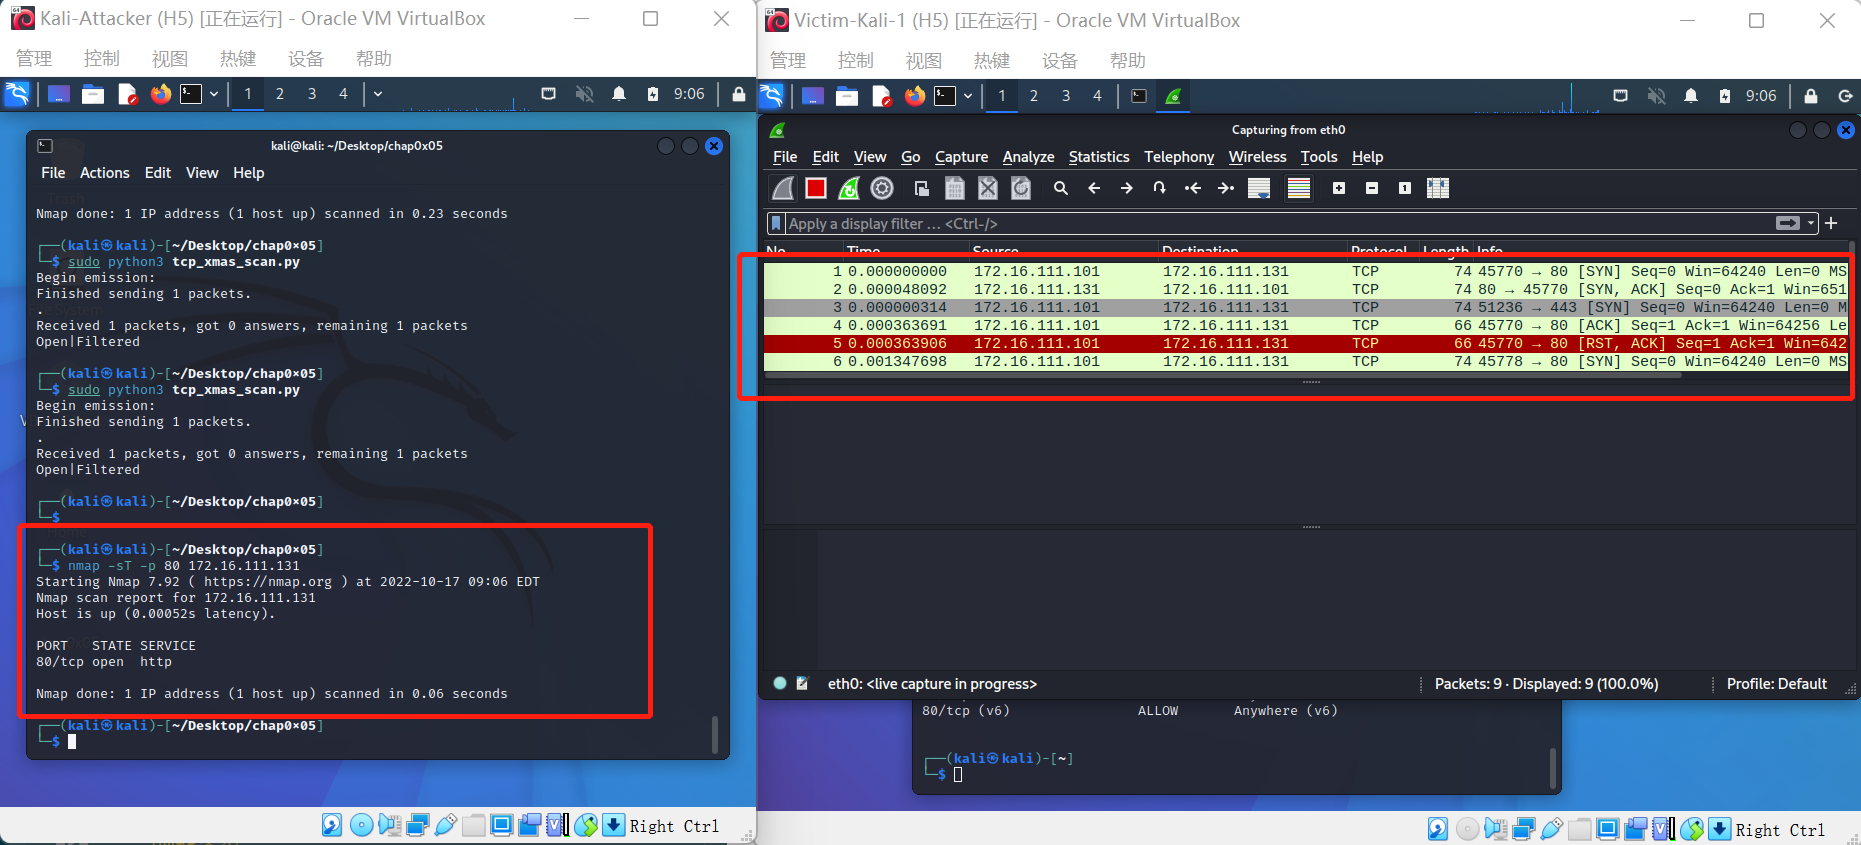 Kali-Attacker (H5) [正在运行] - Oracle VM VirtualBox
管理 控制 视图 热键 设备 帮助
1 2 3 4 9:06
kali@kali: ~/Desktop/chap0x05
File Actions Edit View Help
Nmap done: 1 IP address (1 host up) scanned in 0.23 seconds
┌──(kali㉿kali)-[~/Desktop/chap0×05]
└─$ sudo python3 tcp_xmas_scan.py
Begin emission:
Finished sending 1 packets.
.
Received 1 packets, got 0 answers, remaining 1 packets
Open|Filtered
┌──(kali㉿kali)-[~/Desktop/chap0×05]
└─$ sudo python3 tcp_xmas_scan.py
Begin emission:
Finished sending 1 packets.
.
Received 1 packets, got 0 answers, remaining 1 packets
Open|Filtered
┌──(kali㉿kali)-[~/Desktop/chap0×05]
└─$
┌──(kali㉿kali)-[~/Desktop/chap0×05]
└─$ nmap -sT -p 80 172.16.111.131
Starting Nmap 7.92 ( https://nmap.org ) at 2022-10-17 09:06 EDT
Nmap scan report for 172.16.111.131
Host is up (0.00052s latency).
PORT STATE SERVICE
80/tcp open http
Nmap done: 1 IP address (1 host up) scanned in 0.06 seconds
┌──(kali㉿kali)-[~/Desktop/chap0×05]
└─$
Right Ctrl
Victim-Kali-1 (H5) [正在运行] - Oracle VM VirtualBox
管理 控制 视图 热键 设备 帮助
1 2 3 4 9:06
Capturing from eth0
File Edit View Go Capture Analyze Statistics Telephony Wireless Tools Help
Apply a display filter … <Ctrl-/>
No. Time Source Destination Protocol Length Info
1 0.000000000 172.16.111.101 172.16.111.131 TCP 74 45770 → 80 [SYN] Seq=0 Win=64240 Len=0 MS
2 0.000048092 172.16.111.131 172.16.111.101 TCP 74 80 → 45770 [SYN, ACK] Seq=0 Ack=1 Win=651
3 0.000000314 172.16.111.101 172.16.111.131 TCP 74 51236 → 443 [SYN] Seq=0 Win=64240 Len=0 M
4 0.000363691 172.16.111.101 172.16.111.131 TCP 66 45770 → 80 [ACK] Seq=1 Ack=1 Win=64256 Le
5 0.000363906 172.16.111.101 172.16.111.131 TCP 66 45770 → 80 [RST, ACK] Seq=1 Ack=1 Win=642
6 0.001347698 172.16.111.101 172.16.111.131 TCP 74 45778 → 80 [SYN] Seq=0 Win=64240 Len=0 MS
eth0: <live capture in progress>
Packets: 9 · Displayed: 9 (100.0%)
Profile: Default
80/tcp (v6) ALLOW Anywhere (v6)
┌──(kali㉿kali)-[~]
└─$
Right Ctrl